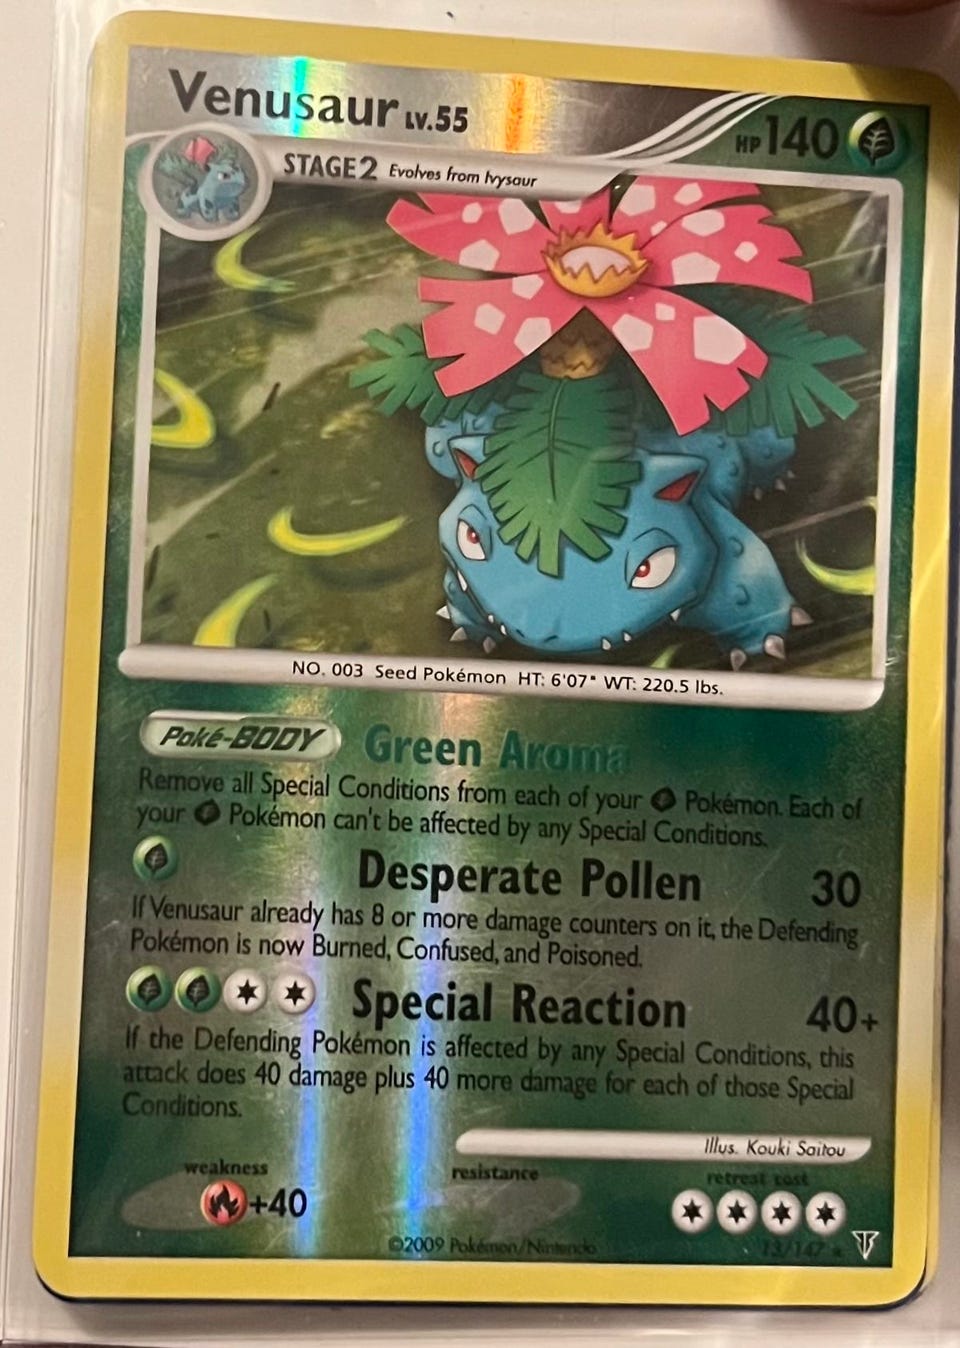 Venusaur LV.55
HP 140
STAGE2 Evolves from Ivysaur
NO. 003 Seed Pokémon HT: 6'07" WT: 220.5 lbs.
Poké-BODY Green Aroma
Remove all Special Conditions from each of your Pokémon. Each of
your Pokémon can't be affected by any Special Conditions.
Desperate Pollen 30
If Venusaur already has 8 or more damage counters on it, the Defending
Pokémon is now Burned, Confused, and Poisoned.
Special Reaction 40+
If the Defending Pokémon is affected by any Special Conditions, this
attack does 40 damage plus 40 more damage for each of those Special
Conditions.
Illus. Kouki Saitou
weakness resistance retreat cost
+40
©2009 Pokémon/Nintendo 13/147